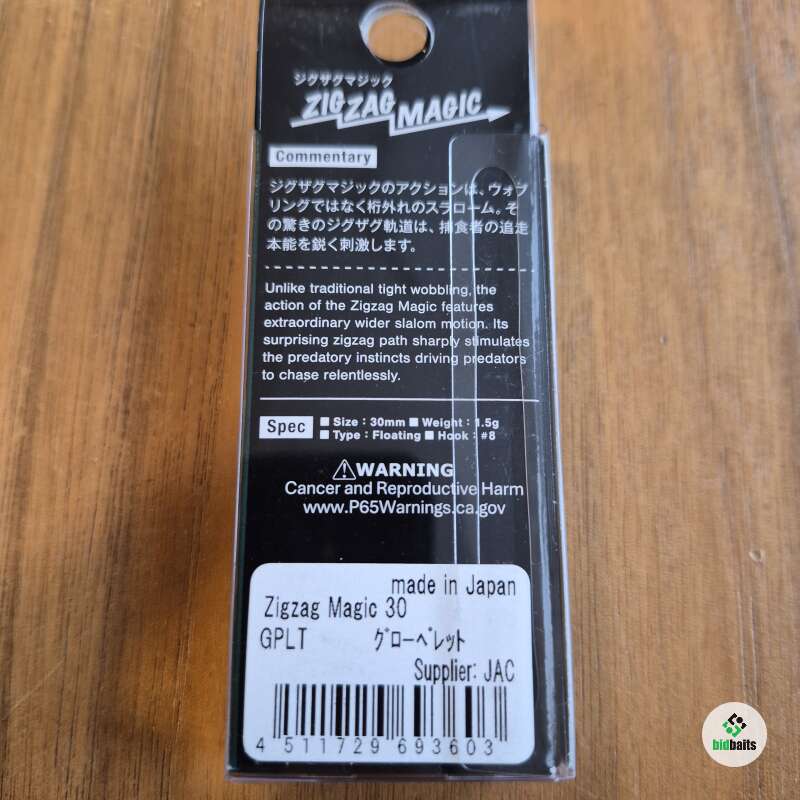 ジグザグマジック
ZIGZAG MAGIC
Commentary
ジグザグマジックのアクションは、ウォブ
リングではなく桁外れのスラローム。そ
の驚きのジグザグ軌道は、捕食者の追走
本能を鋭く刺激します。
Unlike traditional tight wobbling, the
action of the Zigzag Magic features
extraordinary wider slalom motion. Its
surprising zigzag path sharply stimulates
the predatory instincts driving predators
to chase relentlessly.
Spec ■ Size : 30mm ■ Weight : 1.5g
■ Type : Floating ■ Hook : #8
⚠WARNING
Cancer and Reproductive Harm
www.P65Warnings.ca.gov
made in Japan
Zigzag Magic 30
GPLT ｸﾞﾛｰﾍﾟﾚｯﾄ
Supplier: JAC
4 511729 693603
bidbaits